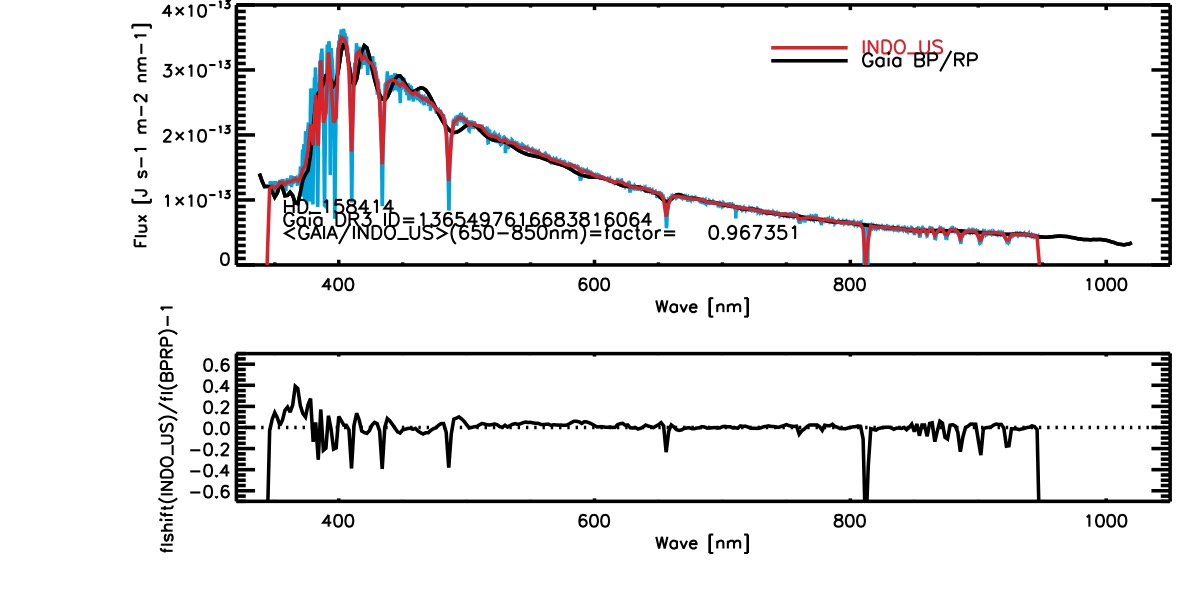 4×10−13
3×10−13
2×10−13
1×10−13
0
Flux [J s−1 m−2 nm−1]
INDO_US
Gaia BP/RP
HD_158414
Gaia DR3 ID=1365497616683816064
<GAIA/INDO_US>(650−850nm)=factor= 0.967351
400 600 800 1000
Wave [nm]
flshift(INDO_US)/fl(BPRP)−1
0.6
0.4
0.2
0.0
−0.2
−0.4
−0.6
400 600 800 1000
Wave [nm]